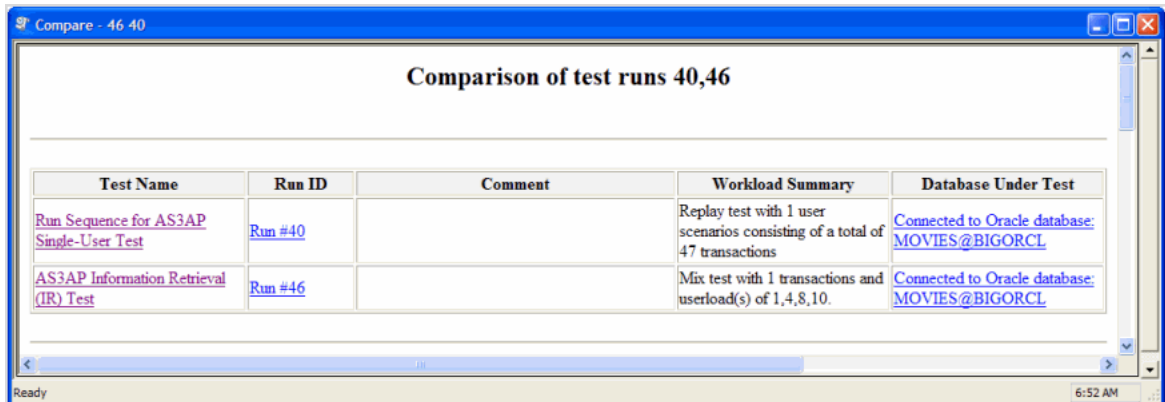 Compare - 46 40
Comparison of test runs 40,46
Test Name Run ID Comment Workload Summary Database Under Test
Run Sequence for AS3AP
Single-User Test
Run #40
Replay test with 1 user
scenarios consisting of a total of
47 transactions
Connected to Oracle database:
MOVIES@BIGORCL
AS3AP Information Retrieval
(IR) Test
Run #46
Mix test with 1 transactions and
userload(s) of 1,4,8,10.
Connected to Oracle database:
MOVIES@BIGORCL
Ready 6:52 AM